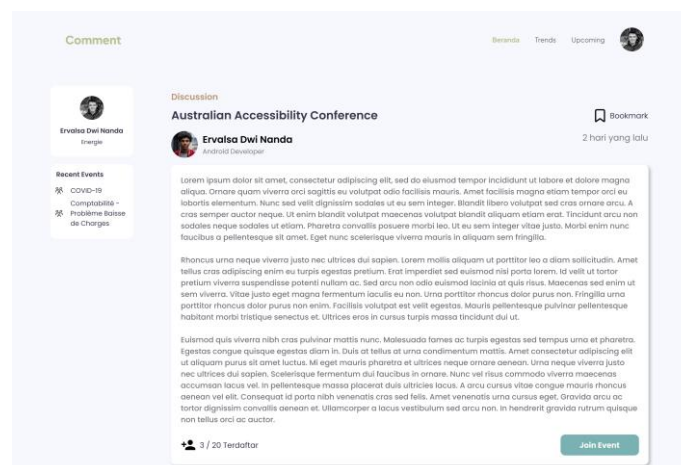 Comment
Beranda Trends Upcoming
Ervalsa Dwi Nanda
Energie
Recent Events
COVID-19
Comptabilité -
Problème Baisse
de Charges
Discussion
Australian Accessibility Conference
Bookmark
Ervalsa Dwi Nanda
Android Developer
2 hari yang lalu
Lorem ipsum dolor sit amet, consectetur adipiscing elit, sed do eiusmod tempor incididunt ut labore et dolore magna
aliqua. Ornare quam viverra orci sagittis eu volutpat odio facilisis mauris. Amet facilisis magna etiam tempor orci eu
lobortis elementum. Nunc sed velit dignissim sodales ut eu sem integer. Blandit libero volutpat sed cras ornare arcu. A
cras semper auctor neque. Ut enim blandit volutpat maecenas volutpat blandit aliquam etiam erat. Tincidunt arcu non
sodales neque sodales ut etiam. Pharetra convallis posuere morbi leo. Ut eu sem integer vitae justo. Morbi enim nunc
faucibus a pellentesque sit amet. Eget nunc scelerisque viverra mauris in aliquam sem fringilla.
Rhoncus urna neque viverra justo nec ultrices dui sapien. Lorem mollis aliquam ut porttitor leo a diam sollicitudin. Amet
tellus cras adipiscing enim eu turpis egestas pretium. Erat imperdiet sed euismod nisi porta lorem. Id velit ut tortor
pretium viverra suspendisse potenti nullam ac. Sed arcu non odio euismod lacinia at quis risus. Maecenas sed enim ut
sem viverra. Vitae justo eget magna fermentum iaculis eu non. Urna porttitor rhoncus dolor purus non. Fringilla urna
porttitor rhoncus dolor purus non enim. Facilisis volutpat est velit egestas. Mauris pellentesque pulvinar pellentesque
habitant morbi tristique senectus et. Ultrices eros in cursus turpis massa tincidunt dui ut.
Euismod quis viverra nibh cras pulvinar mattis nunc. Malesuada fames ac turpis egestas sed tempus urna et pharetra.
Egestas congue quisque egestas diam in. Duis at tellus at urna condimentum mattis. Amet consectetur adipiscing elit
ut aliquam purus sit amet luctus. Mi eget mauris pharetra et ultrices neque ornare aenean. Urna neque viverra justo
nec ultrices dui sapien. Scelerisque fermentum dui faucibus in ornare. Nunc vel risus commodo viverra maecenas
accumsan lacus vel. In pellentesque massa placerat duis ultricies lacus. A arcu cursus vitae congue mauris rhoncus
aenean vel elit. Consequat id porta nibh venenatis cras sed felis. Amet venenatis urna cursus eget. Gravida arcu ac
tortor dignissim convallis aenean et. Ullamcorper a lacus vestibulum sed arcu non. In hendrerit gravida rutrum quisque
non tellus orci ac auctor.
3 / 20 Terdaftar
Join Event